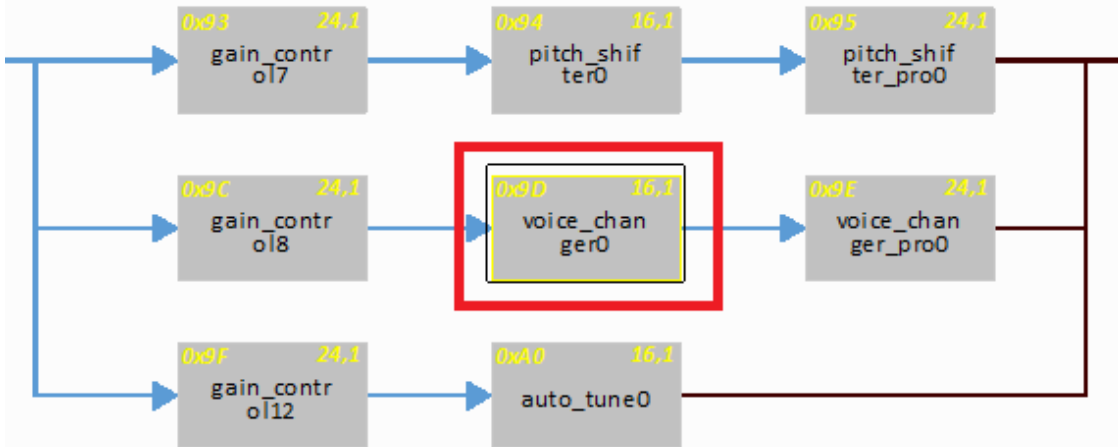 0x93 24,1
gain_contr
ol7
0x94 16,1
pitch_shif
ter0
0x95 24,1
pitch_shif
ter_pro0
0x9C 24,1
gain_contr
ol8
0x9D 16,1
voice_chan
ger0
0x9E 24,1
voice_chan
ger_pro0
0x9F 24,1
gain_contr
ol12
0xA0 16,1
auto_tune0